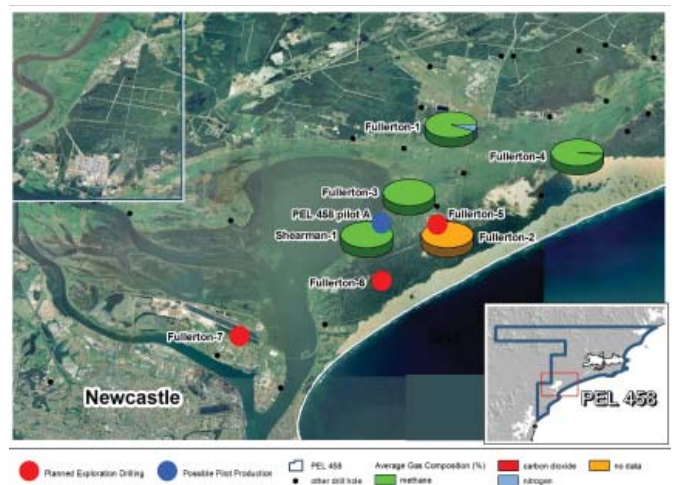 Fullerton-1
Fullerton-4
Fullerton-3
PEL 458 pilot A
Fullerton-5
Shearman-1
Fullerton-2
Fullerton-6
Fullerton-7
Newcastle
PEL 458
Planned Exploration Drilling
Possible Pilot Production
PEL 458
other drill hole
Average Gas Composition (%)
methane
carbon dioxide
nitrogen
no data